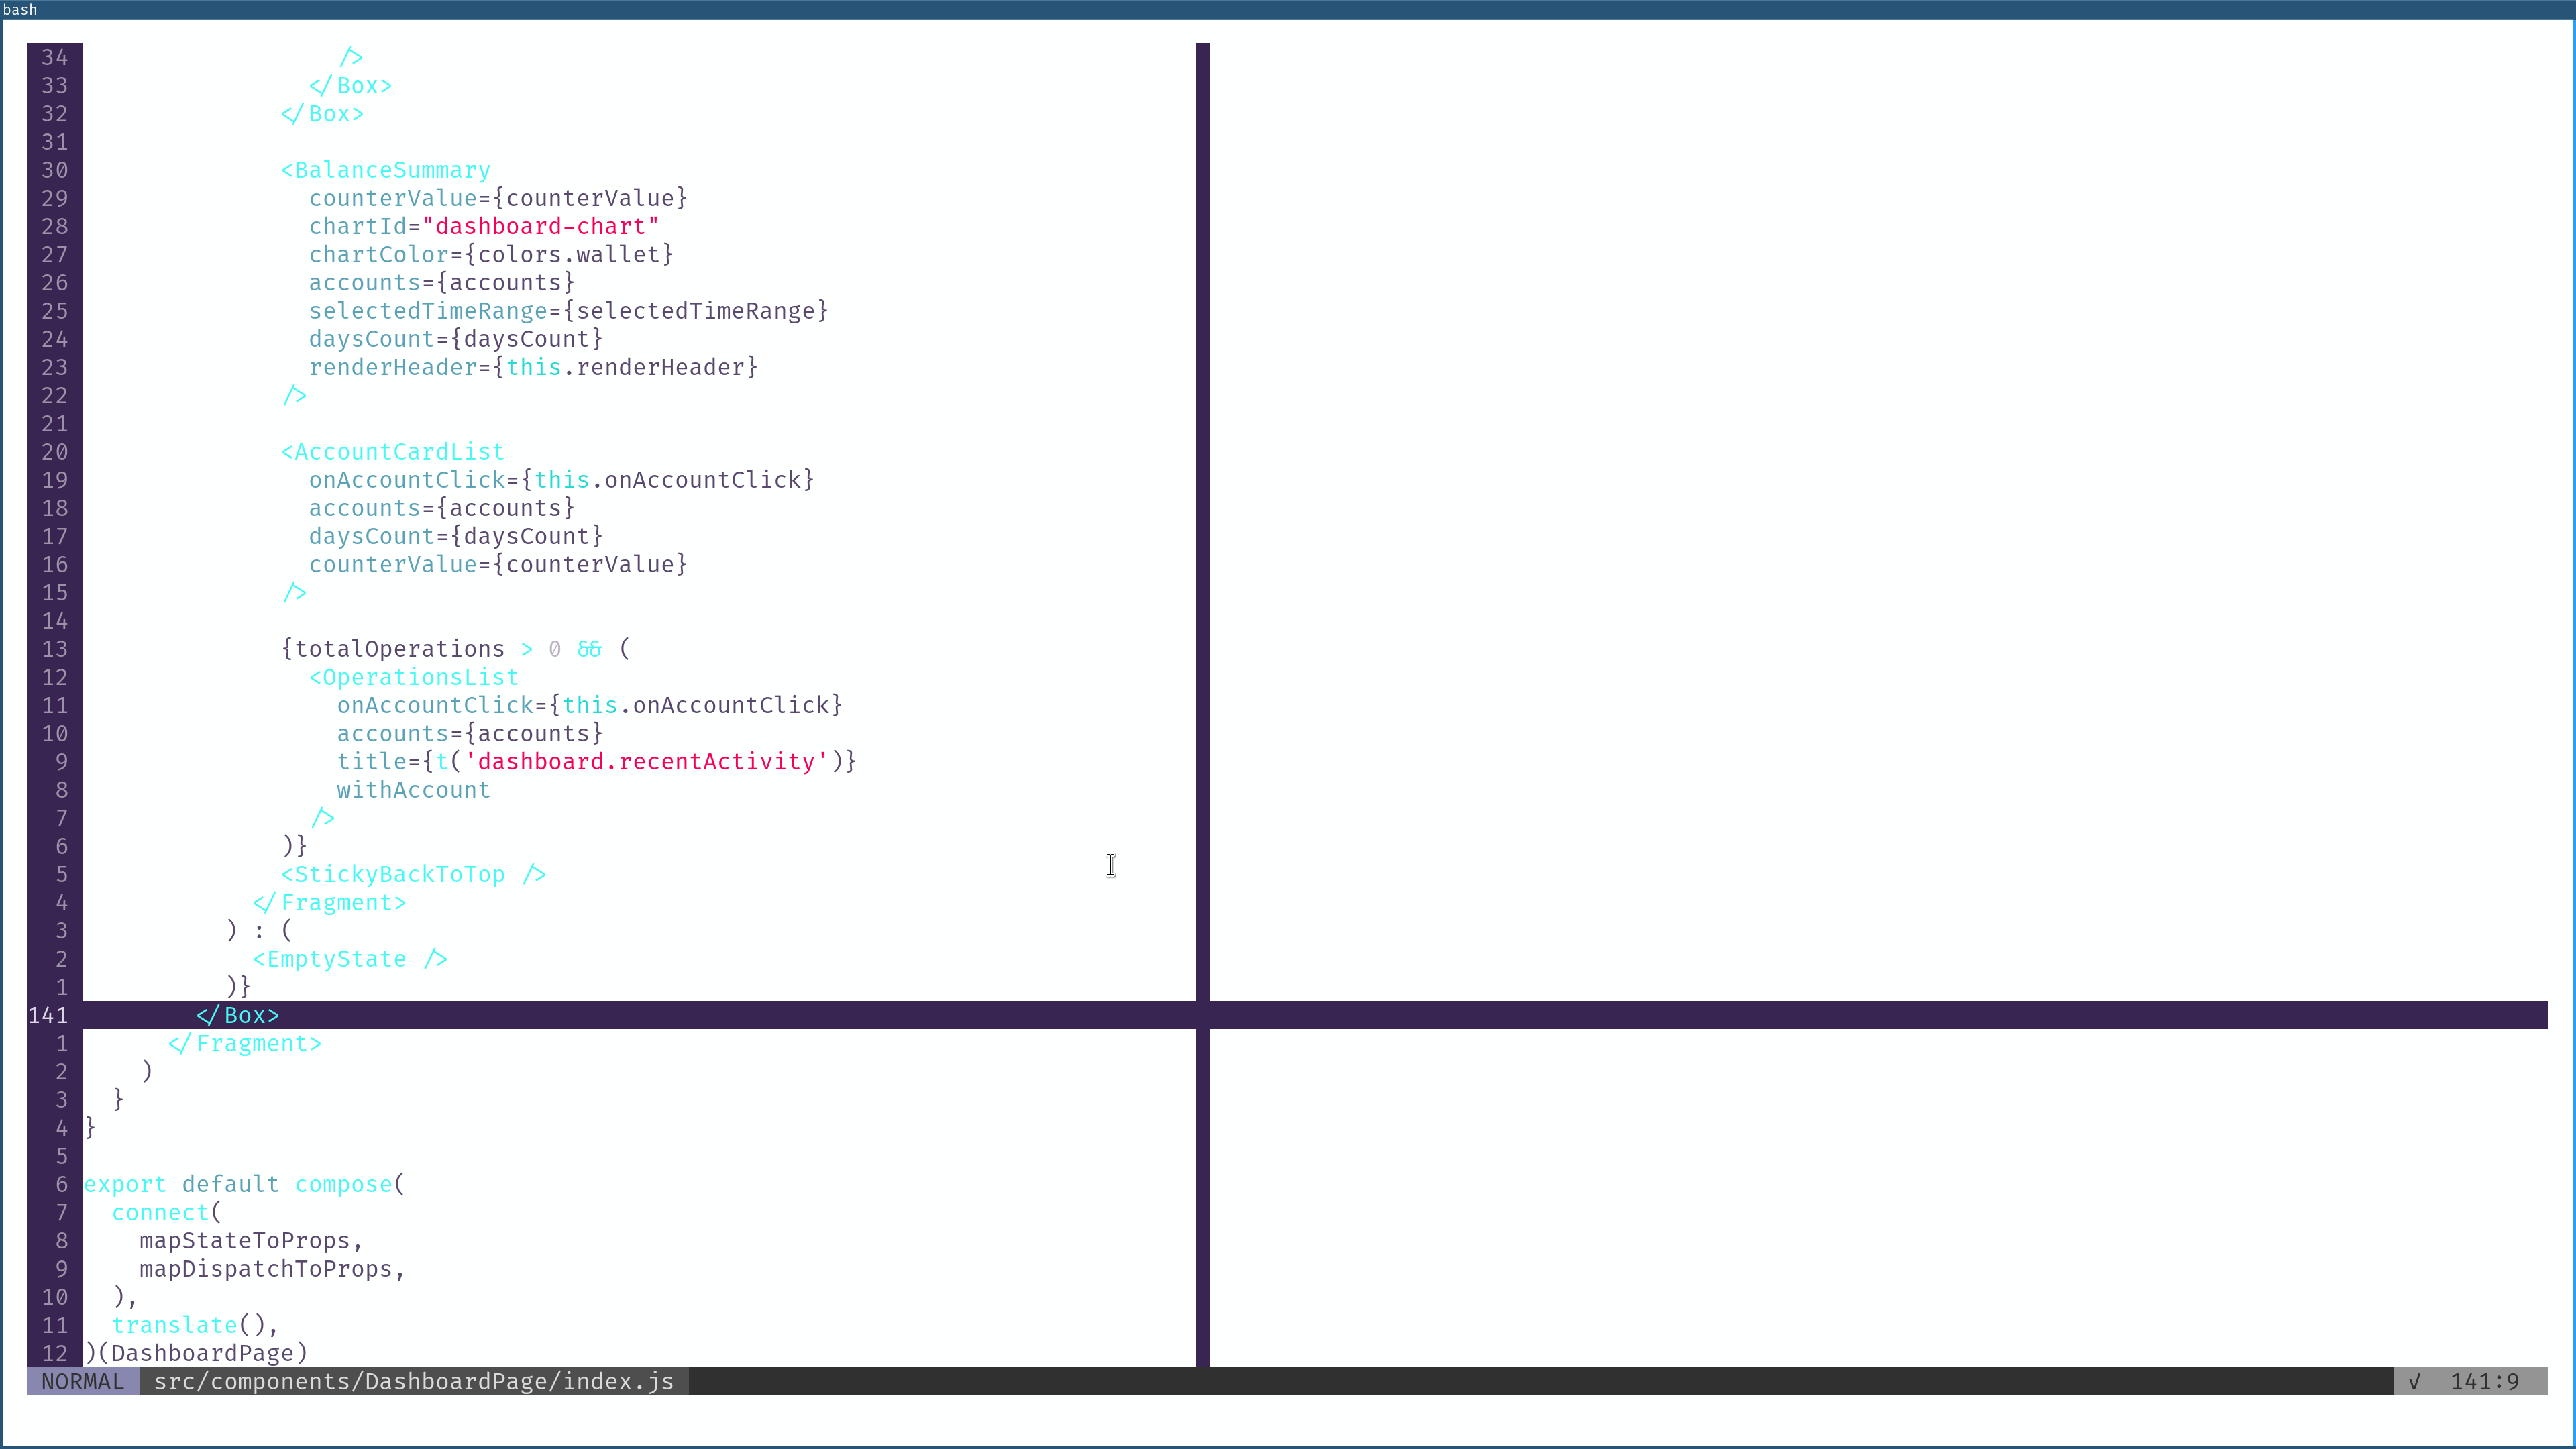 bash
34                   />
33                 </Box>
32               </Box>
31
30               <BalanceSummary
29                 counterValue={counterValue}
28                 chartId="dashboard-chart"
27                 chartColor={colors.wallet}
26                 accounts={accounts}
25                 selectedTimeRange={selectedTimeRange}
24                 daysCount={daysCount}
23                 renderHeader={this.renderHeader}
22               />
21
20               <AccountCardList
19                 onAccountClick={this.onAccountClick}
18                 accounts={accounts}
17                 daysCount={daysCount}
16                 counterValue={counterValue}
15               />
14
13               {totalOperations > 0 && (
12                 <OperationsList
11                   onAccountClick={this.onAccountClick}
10                   accounts={accounts}
9                   title={t('dashboard.recentActivity')}
8                   withAccount
7                 />
6               )}
5               <StickyBackToTop />
4             </Fragment>
3           ) : (
2             <EmptyState />
1           )}
141         </Box>
1       </Fragment>
2     )
3   }
4 }
5
6 export default compose(
7   connect(
8     mapStateToProps,
9     mapDispatchToProps,
10   ),
11   translate(),
12 )(DashboardPage)
NORMAL src/components/DashboardPage/index.js √ 141:9